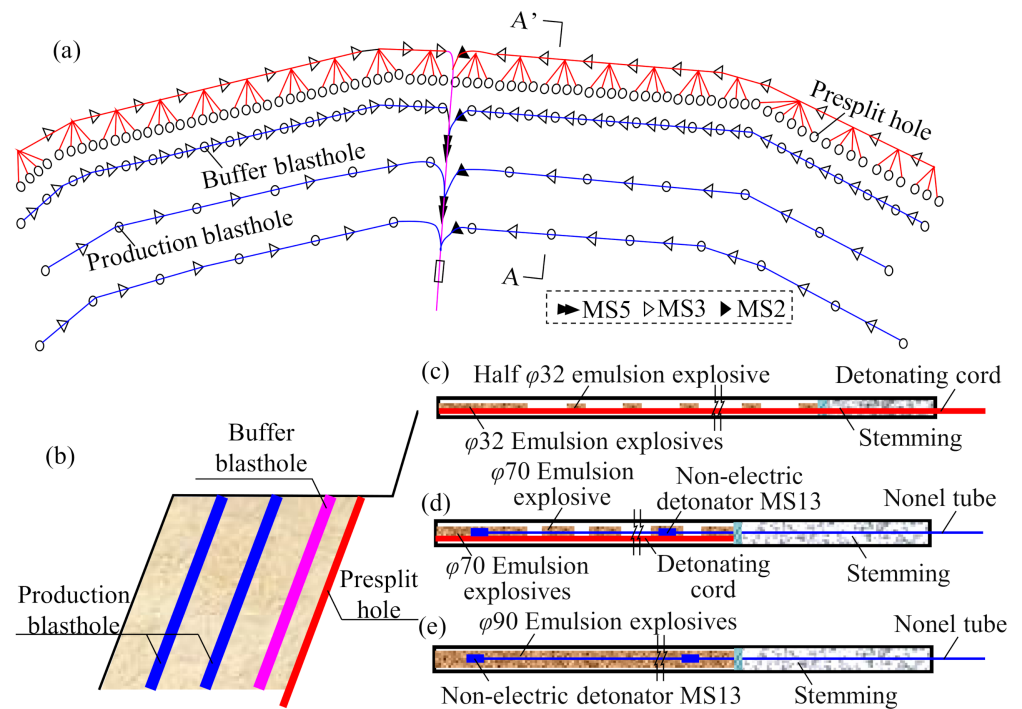 (a)
A'
Presplit hole
Buffer blasthole
Production blasthole
A
MS5 MS3 MS2
(b)
Buffer
blasthole
Production
blasthole
Presplit
hole
(c)
Half φ32 emulsion explosive
Detonating cord
φ32 Emulsion explosives
Stemming
(d)
φ70 Emulsion
explosive
Non-electric
detonator MS13
Nonel tube
φ70 Emulsion
explosives
Detonating
cord
Stemming
(e)
φ90 Emulsion explosives
Nonel tube
Non-electric detonator MS13
Stemming